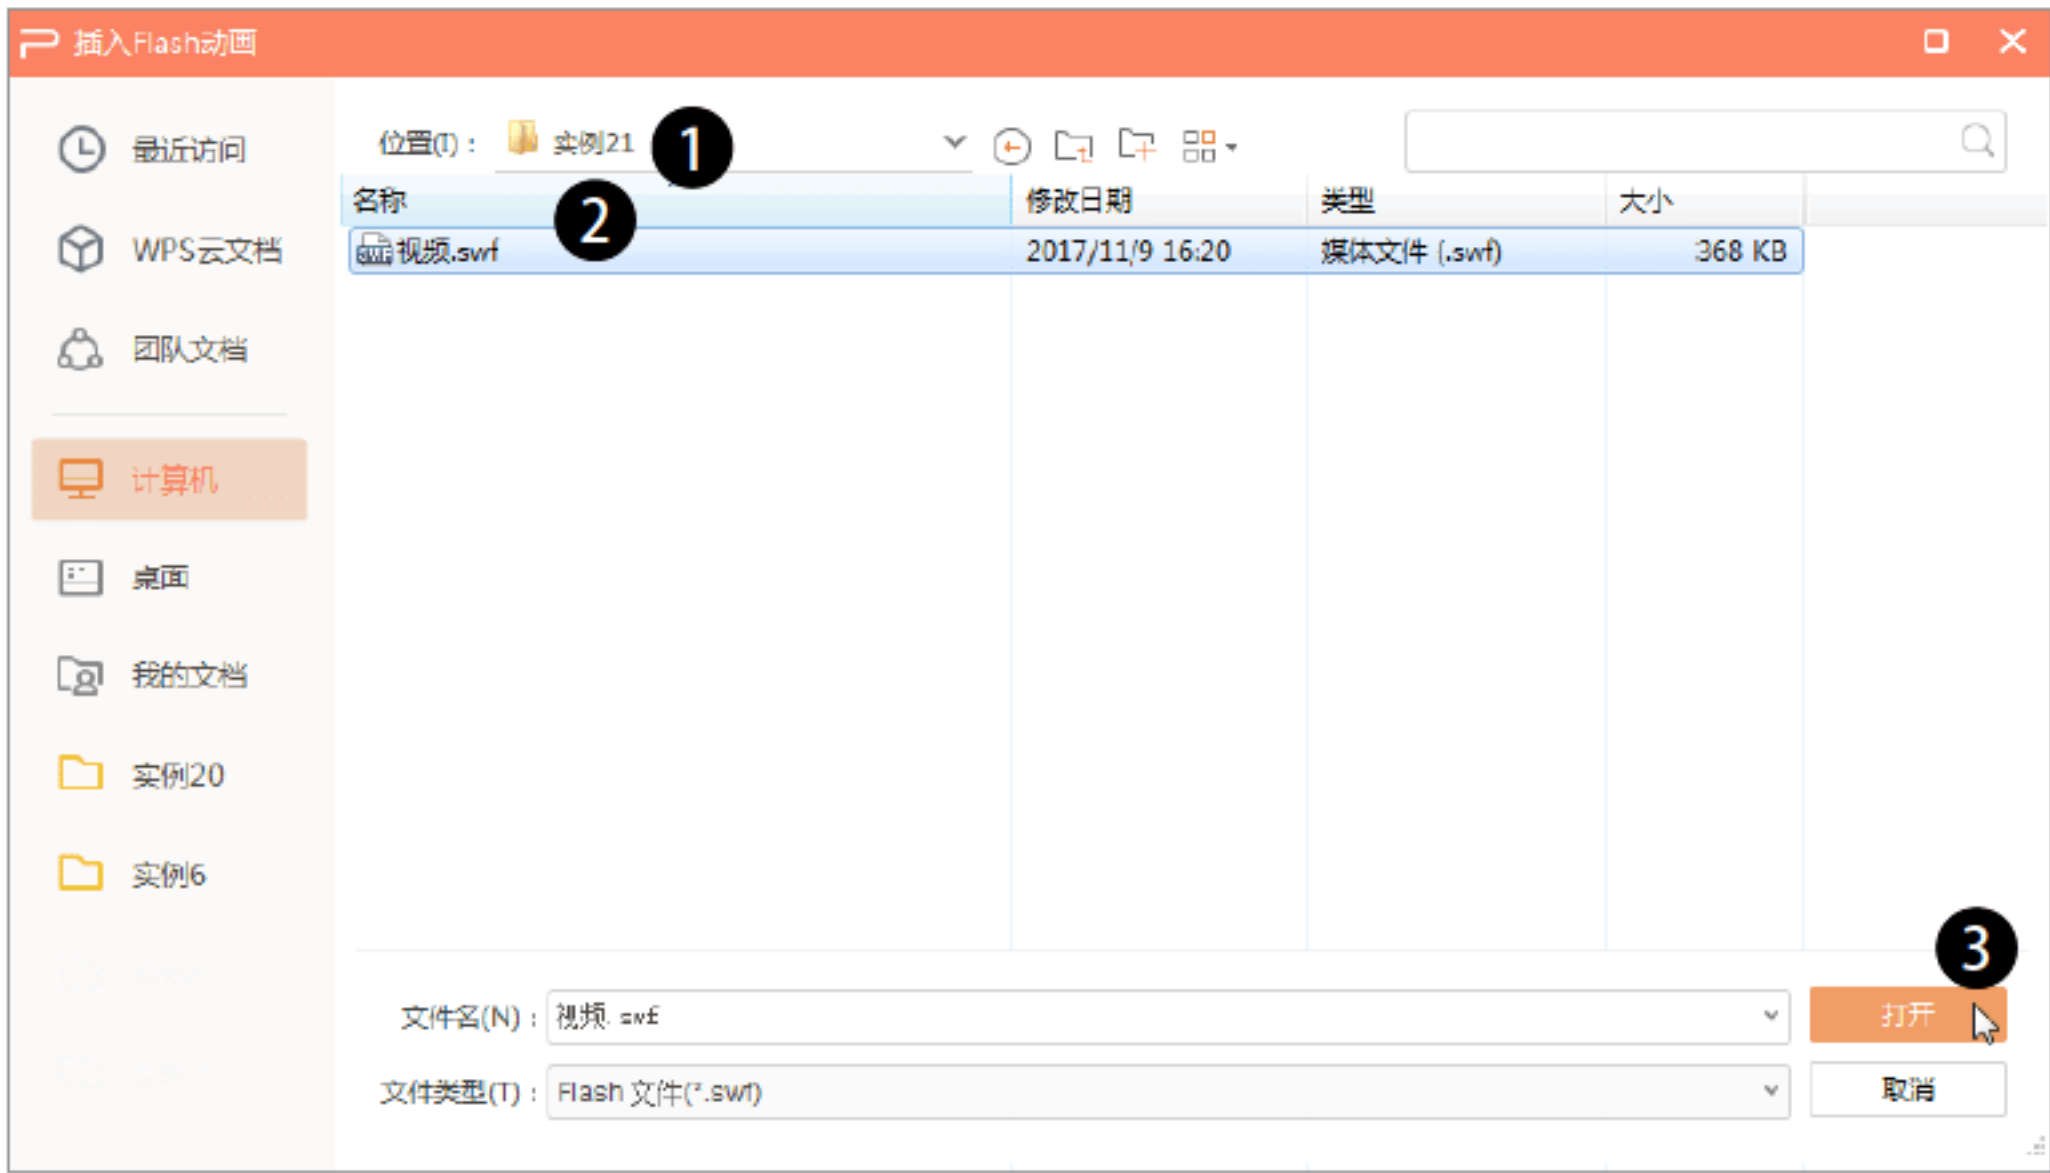 插入Flash动画
最近访问
WPS云文档
团队文档
计算机
桌面
我的文档
实例20
实例6
位置(I)： 实例21 1
2
名称 修改日期 类型 大小
视频.swf 2017/11/9 16:20 媒体文件 (.swf) 368 KB
3
文件名(N)： 视频.swf 打开
文件类型(T)： Flash 文件(*.swf) 取消